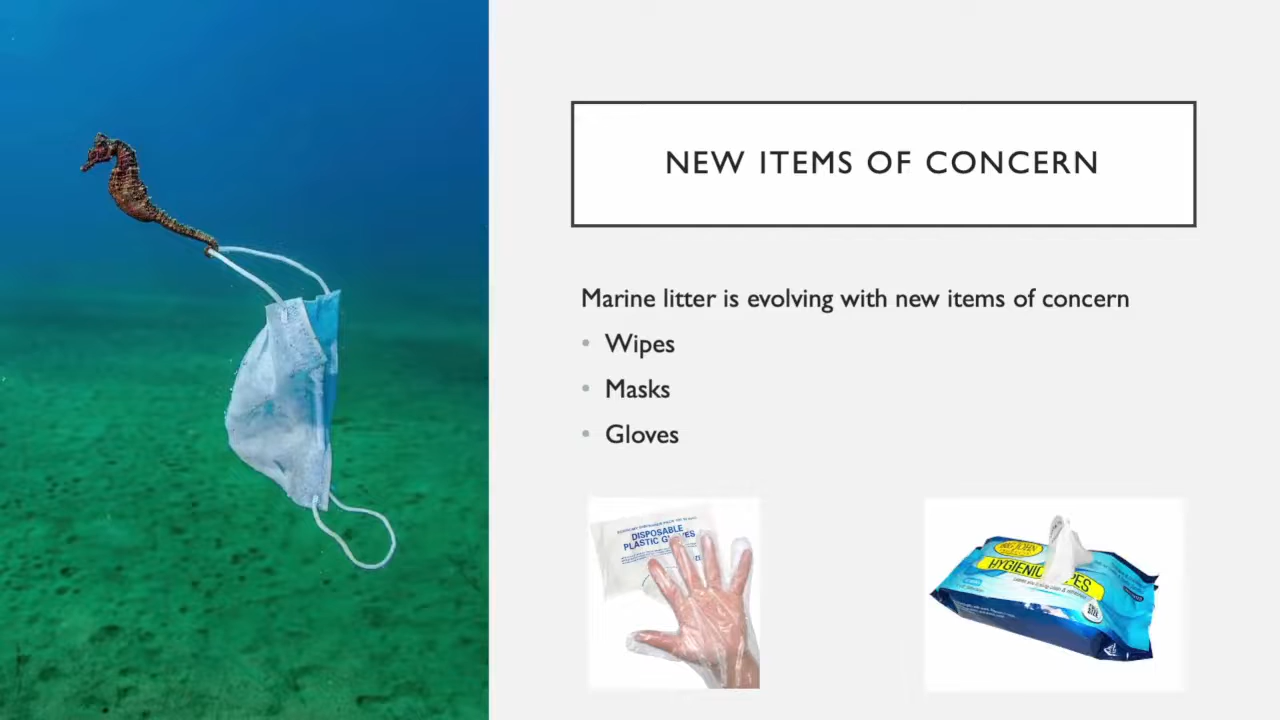 NEW ITEMS OF CONCERN
Marine litter is evolving with new items of concern
Wipes
Masks
Gloves
DISPOSABLE
PLASTIC
HYGIENIC